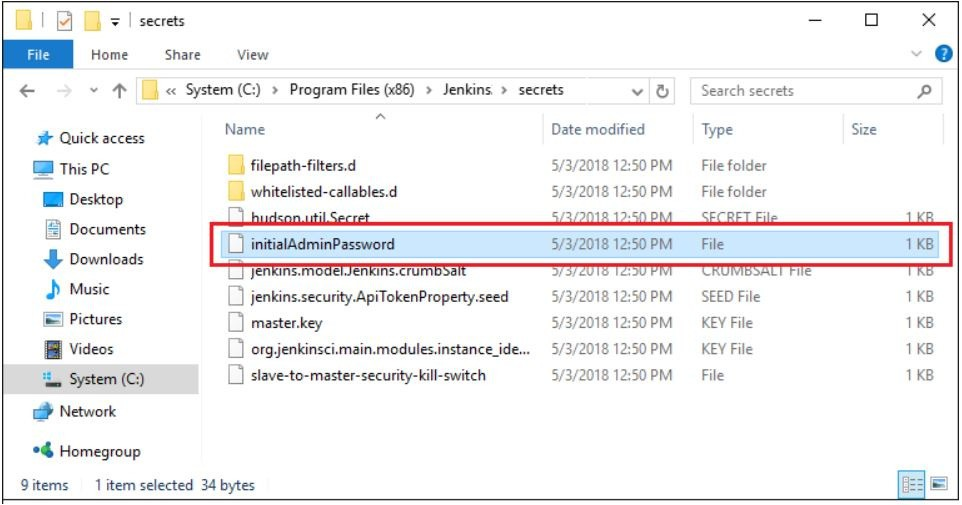 secrets
File Home Share View
« System (C:) › Program Files (x86) › Jenkins. › secrets Search secrets
Name Date modified Type Size
Quick access
This PC
Desktop
Documents
Downloads
Music
Pictures
Videos
System (C:)
Network
Homegroup
filepath-filters.d 5/3/2018 12:50 PM File folder
whitelisted-callables.d 5/3/2018 12:50 PM File folder
hudson.util.Secret 5/3/2018 12:50 PM SECRET File 1 KB
initialAdminPassword 5/3/2018 12:50 PM File 1 KB
jenkins.model.Jenkins.crumbSalt 5/3/2018 12:50 PM CRUMBSALT File 1 KB
jenkins.security.ApiTokenProperty.seed 5/3/2018 12:50 PM SEED File 1 KB
master.key 5/3/2018 12:50 PM KEY File 1 KB
org.jenkinsci.main.modules.instance_ide... 5/3/2018 12:50 PM KEY File 1 KB
slave-to-master-security-kill-switch 5/3/2018 12:50 PM File 1 KB
9 items 1 item selected 34 bytes